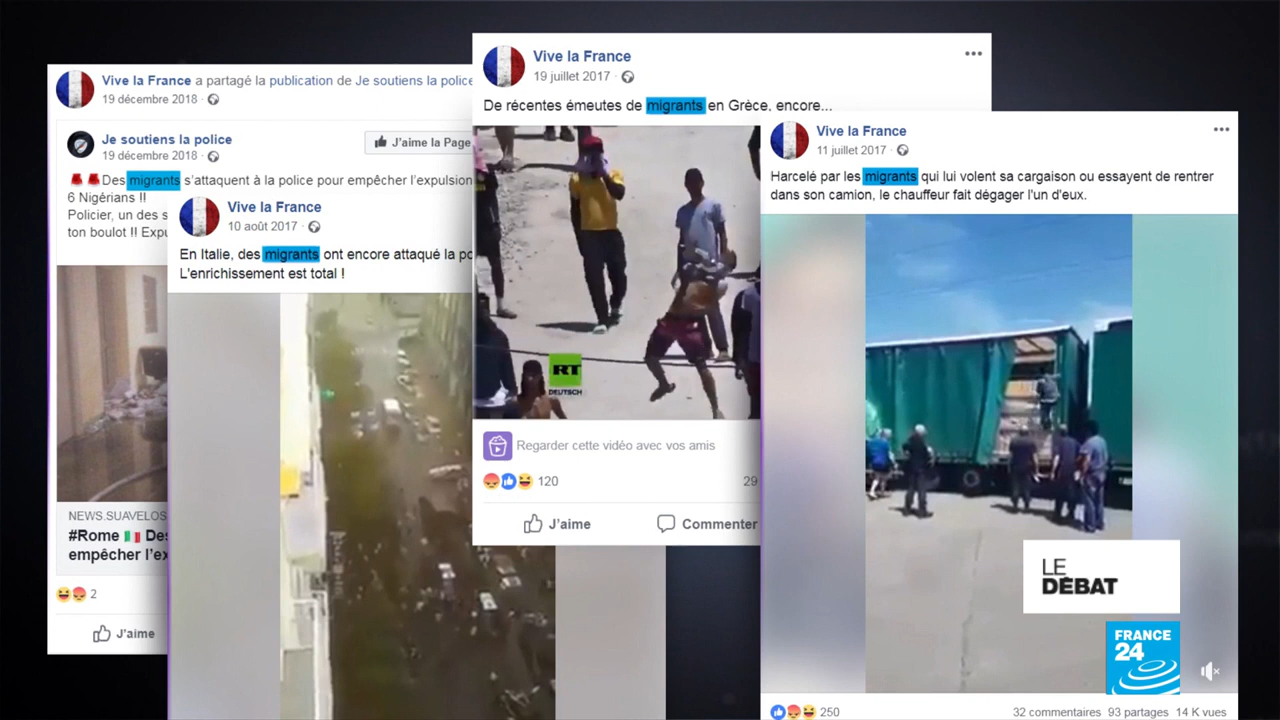 Vive la France a partagé la publication de Je soutiens la police
19 décembre 2018
Je soutiens la police
19 décembre 2018
J'aime la Page
Des migrants s'attaquent à la police pour empêcher l'expulsion
6 Nigérians !!
Policier, un des s
ton boulot !! Expu
NEWS.SUAVELOS
#Rome Des
empêcher l'ex
2
J'aime
Vive la France
10 août 2017
En Italie, des migrants ont encore attaqué la po
L'enrichissement est total !
Vive la France
19 juillet 2017
De récentes émeutes de migrants en Grèce, encore...
RT
DEUTSCH
Regarder cette vidéo avec vos amis
120
29
J'aime
Commenter
Vive la France
11 juillet 2017
Harcelé par les migrants qui lui volent sa cargaison ou essayent de rentrer
dans son camion, le chauffeur fait dégager l'un d'eux.
LE
DÉBAT
FRANCE
24
250
32 commentaires 93 partages 14 K vues